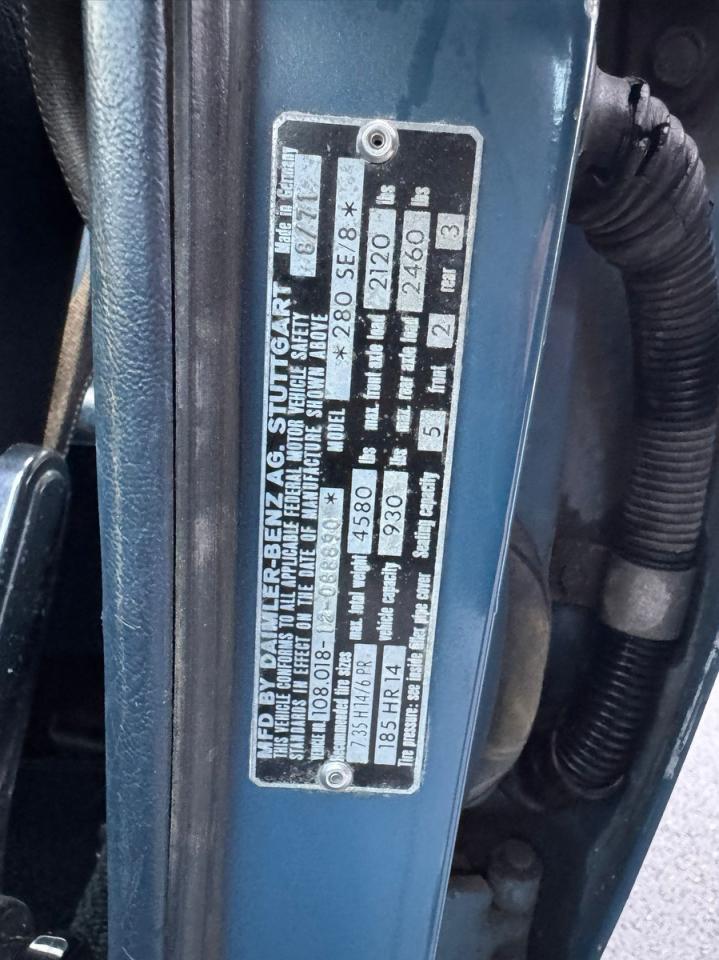 MFD. BY DAIMLER-BENZ AG. STUTTGART Made in Germany
THIS VEHICLE CONFORMS TO ALL APPLICABLE FEDERAL MOTOR VEHICLE SAFETY
STANDARDS IN EFFECT ON THE DATE OF MANUFACTURE SHOWN ABOVE
108.018-12- * MODEL * 280 SE/8 *
Recommended tire sizes max. total weight 4580 lbs max. front axle load 2120 lbs
7.35 H14/6 PR. vehicle capacity 930 lbs max. rear axle load 2460 lbs
185 HR 14
Tire pressure: see inside filler pipe cover Seating capacity 5 front 2 rear 3